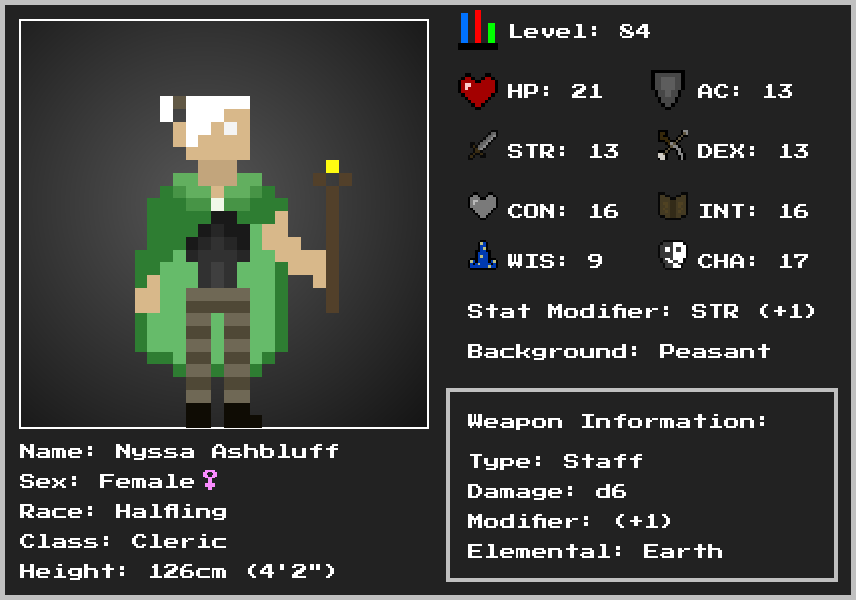 Level: 84
HP: 21 AC: 13
STR: 13 DEX: 13
CON: 16 INT: 16
WIS: 9 CHA: 17
Stat Modifier: STR (+1)
Background: Peasant
Weapon Information:
Type: Staff
Damage: d6
Modifier: (+1)
Elemental: Earth
Name: Nyssa Ashbluff
Sex: Female♀
Race: Halfling
Class: Cleric
Height: 126cm (4'2")